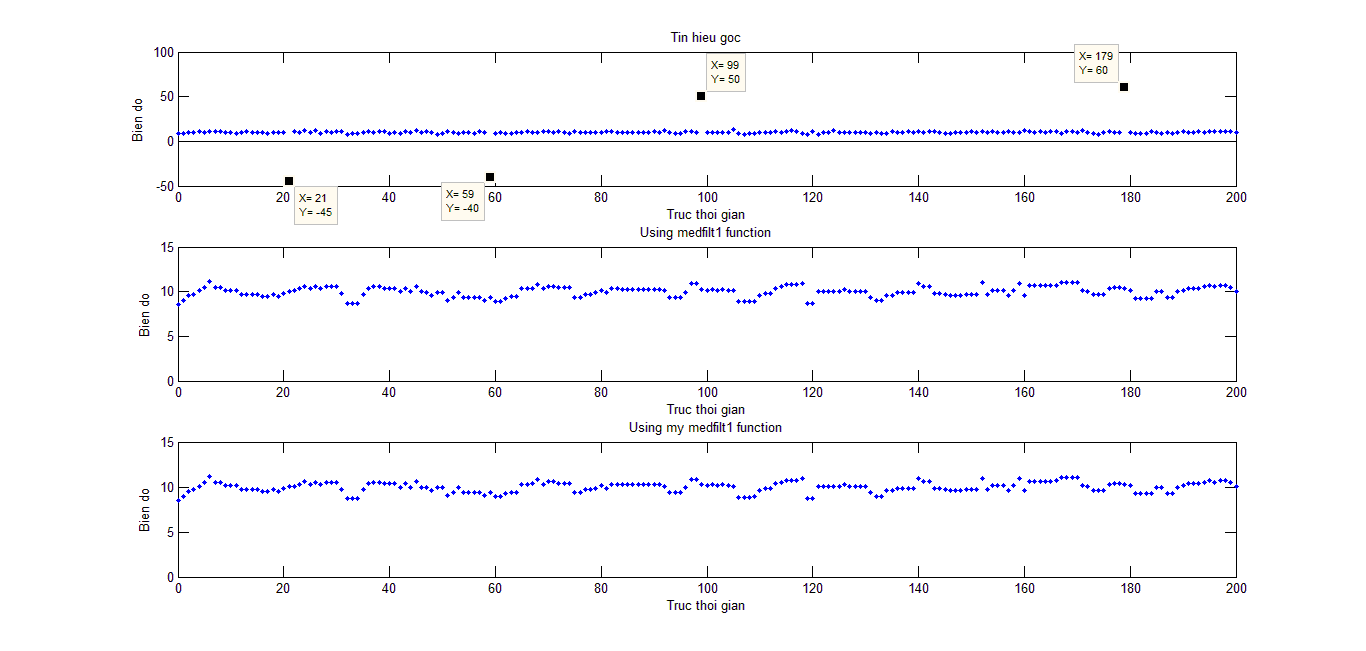 Tin hieu goc
100
50
0
-50
Bien do
X= 21
Y= -45
X= 59
Y= -40
X= 99
Y= 50
X= 179
Y= 60
0 20 40 60 80 100 120 140 160 180 200
Truc thoi gian
Using medfilt1 function
15
10
5
0
Bien do
0 20 40 60 80 100 120 140 160 180 200
Truc thoi gian
Using my medfilt1 function
15
10
5
0
Bien do
0 20 40 60 80 100 120 140 160 180 200
Truc thoi gian